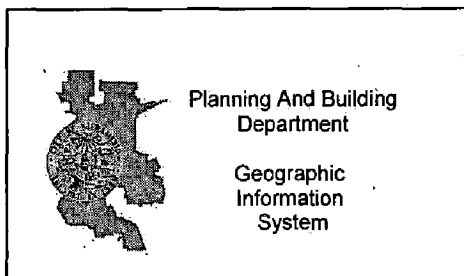 Planning And Building
Department
Geographic
Information
System